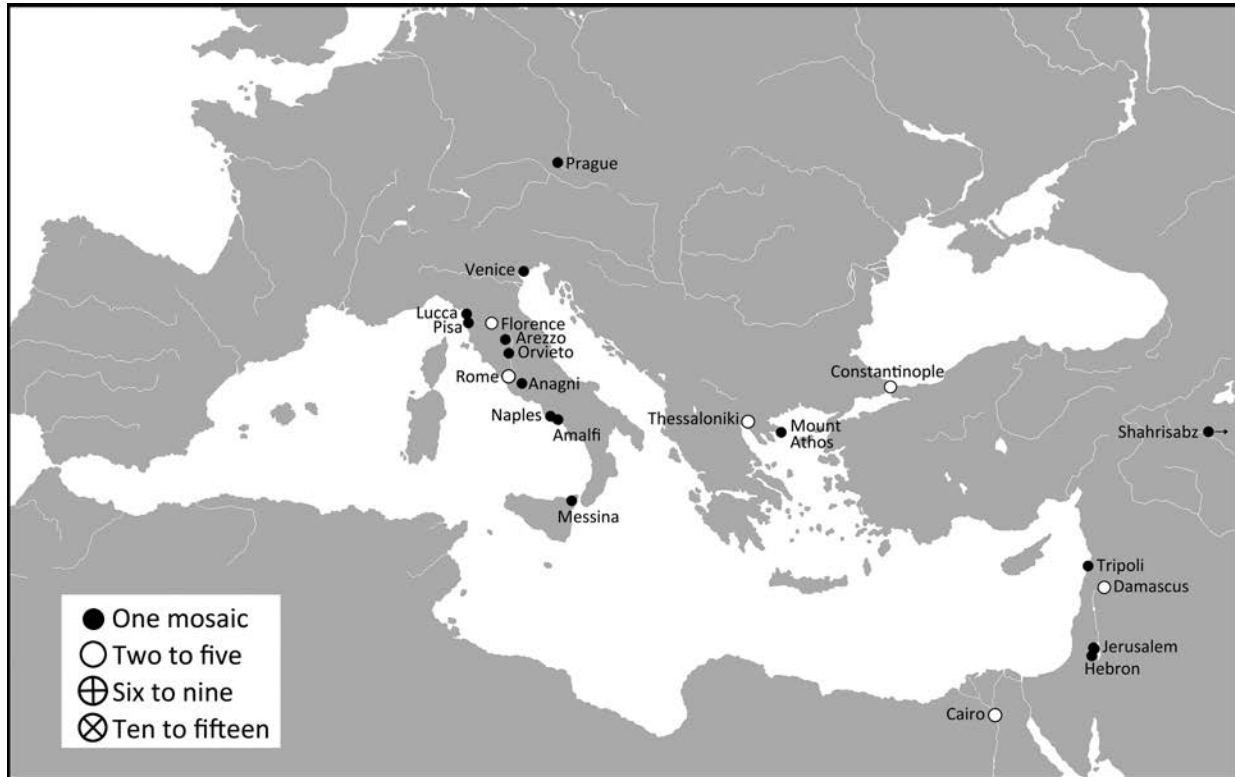 Prague
Venice
Lucca
Pisa
Florence
Arezzo
Orvieto
Rome
Anagni
Naples
Amalfi
Constantinople
Thessaloniki
Mount
Athos
Shahrisabz
Messina
Tripoli
Damascus
Jerusalem
Hebron
Cairo
One mosaic
Two to five
Six to nine
Ten to fifteen